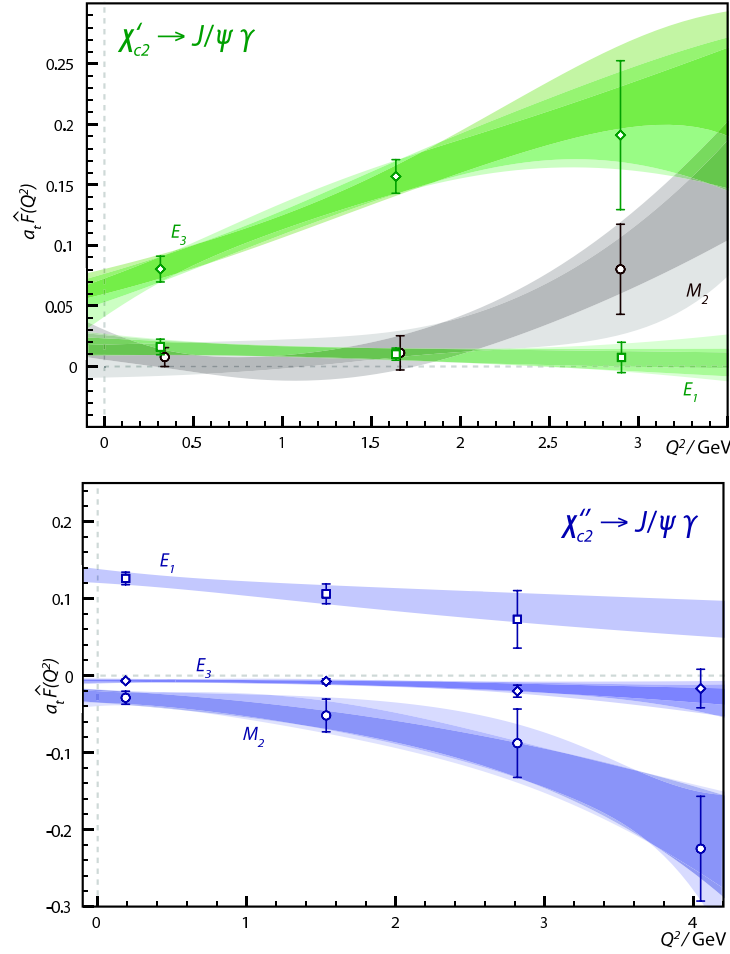 χ′c2 → J/ψ γ
0.25
0.2
0.15
0.1
0.05
0
a_t F̂(Q²)
E₃
M₂
E₁
0 0.5 1 1.5 2 2.5 3
Q²/GeV
χ″c2 → J/ψ γ
0.2
0.1
0
-0.1
-0.2
-0.3
a_t F̂(Q²)
E₁
E₃
M₂
0 1 2 3 4
Q²/GeV